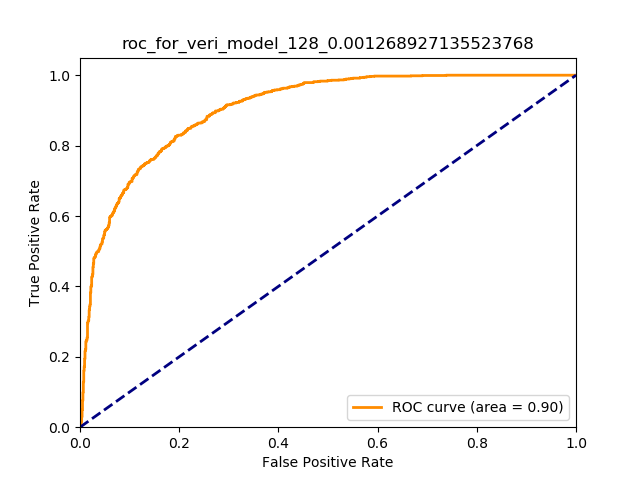 roc_for_veri_model_128_0.001268927135523768
True Positive Rate
1.0
0.8
0.6
0.4
0.2
0.0
ROC curve (area = 0.90)
0.0 0.2 0.4 0.6 0.8 1.0
False Positive Rate